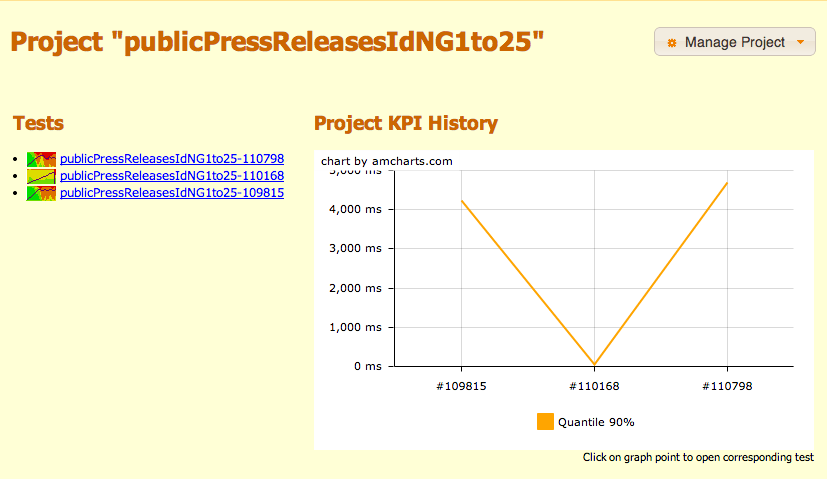 Project "publicPressReleasesIdNG1to25"
Manage Project
Tests
publicPressReleasesIdNG1to25-110798
publicPressReleasesIdNG1to25-110168
publicPressReleasesIdNG1to25-109815
Project KPI History
chart by amcharts.com
5,000 ms
4,000 ms
3,000 ms
2,000 ms
1,000 ms
0 ms
#109815 #110168 #110798
Quantile 90%
Click on graph point to open corresponding test